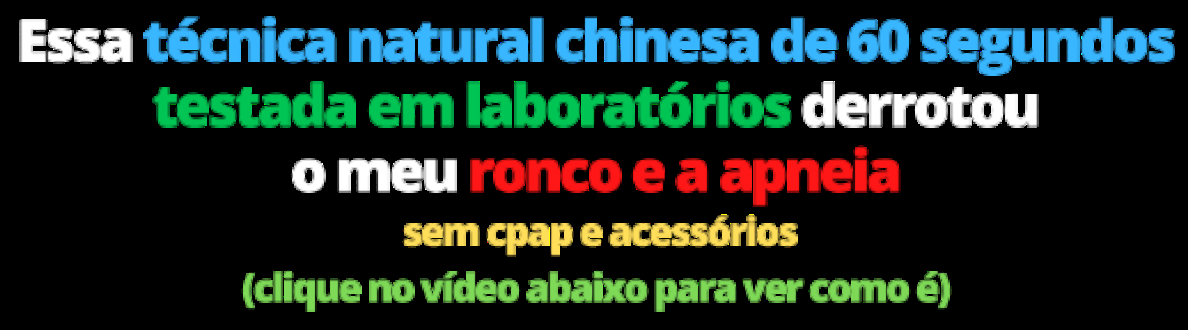 Essa técnica natural chinesa de 60 segundos
testada em laboratórios derrotou
o meu ronco e a apneia
sem cpap e acessórios
(clique no vídeo abaixo para ver como é)